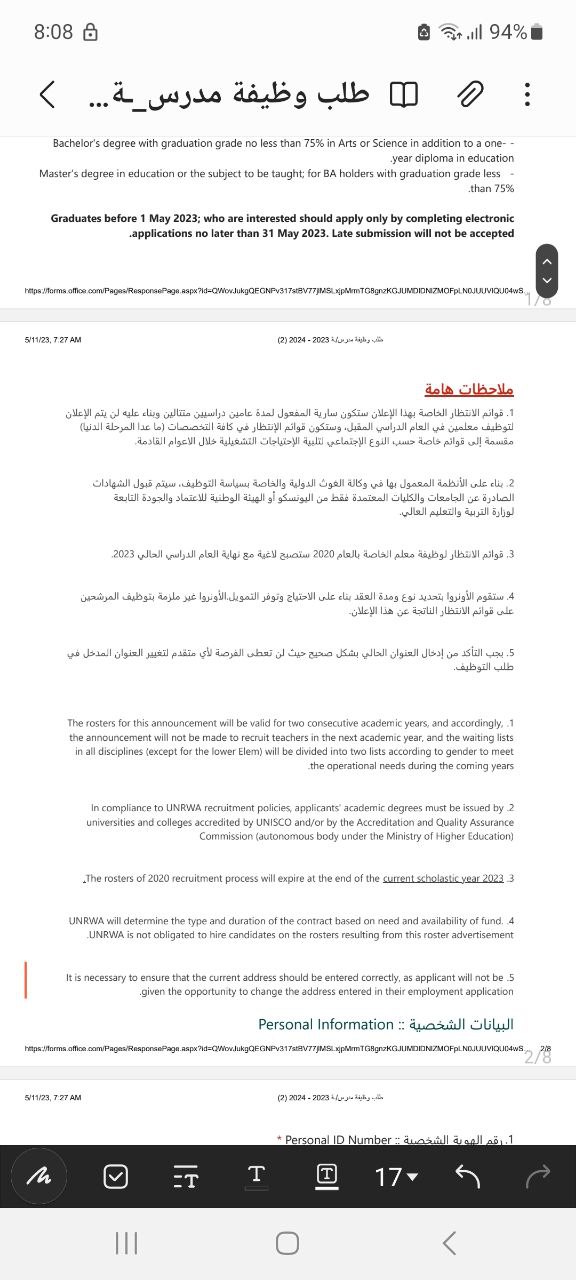 8:08
94%
طلب وظيفة مدرس_ـة...
Bachelor's degree with graduation grade no less than 75% in Arts or Science in addition to a one- -
.year diploma in education
Master's degree in education or the subject to be taught; for BA holders with graduation grade less -
.than 75%
Graduates before 1 May 2023; who are interested should apply only by completing electronic
.applications no later than 31 May 2023. Late submission will not be accepted
1/8
5/11/23, 7:27 AM
طلب وظيفة مدرس/ـة 2023 - 2024 (2)
ملاحظات هامة
1. قوائم الانتظار الخاصة بهذا الإعلان ستكون سارية المفعول لمدة عامين دراسيين متتالين وبناء عليه لن يتم الإعلان
لتوظيف معلمين في العام الدراسي المقبل، وستكون قوائم الإنتظار في كافة التخصصات (ما عدا المرحلة الدنيا)
مقسمة إلى قوائم خاصة حسب النوع الإجتماعي لتلبية الإحتياجات التشغيلية خلال الاعوام القادمة.
2. بناء على الأنظمة المعمول بها في وكالة الغوث الدولية والخاصة بسياسة التوظيف، سيتم قبول الشهادات
الصادرة عن الجامعات والكليات المعتمدة فقط من اليونسكو أو الهيئة الوطنية للاعتماد والجودة التابعة
لوزارة التربية والتعليم العالي.
3. قوائم الانتظار لوظيفة معلم الخاصة بالعام 2020 ستصبح لاغية مع نهاية العام الدراسي الحالي 2023.
4. ستقوم الأونروا بتحديد نوع ومدة العقد بناء على الاحتياج وتوفر التمويل.الأونروا غير ملزمة بتوظيف المرشحين
على قوائم الانتظار الناتجة عن هذا الإعلان.
5. يجب التأكد من إدخال العنوان الحالي بشكل صحيح حيث لن تعطى الفرصة لأي متقدم لتغيير العنوان المدخل في
طلب التوظيف.
The rosters for this announcement will be valid for two consecutive academic years, and accordingly, .1
the announcement will not be made to recruit teachers in the next academic year, and the waiting lists
in all disciplines (except for the lower Elem) will be divided into two lists according to gender to meet
.the operational needs during the coming years
In compliance to UNRWA recruitment policies, applicants' academic degrees must be issued by .2
universities and colleges accredited by UNISCO and/or by the Accreditation and Quality Assurance
Commission (autonomous body under the Ministry of Higher Education)
.The rosters of 2020 recruitment process will expire at the end of the current scholastic year 2023 .3
UNRWA will determine the type and duration of the contract based on need and availability of fund. .4
.UNRWA is not obligated to hire candidates on the rosters resulting from this roster advertisement
It is necessary to ensure that the current address should be entered correctly, as applicant will not be .5
.given the opportunity to change the address entered in their employment application
البيانات الشخصية :: Personal Information
2/8
2/8
5/11/23, 7:27 AM
طلب وظيفة مدرس/ـة 2023 - 2024 (2)
1. رقم الهوية الشخصية :: Personal ID Number *
17